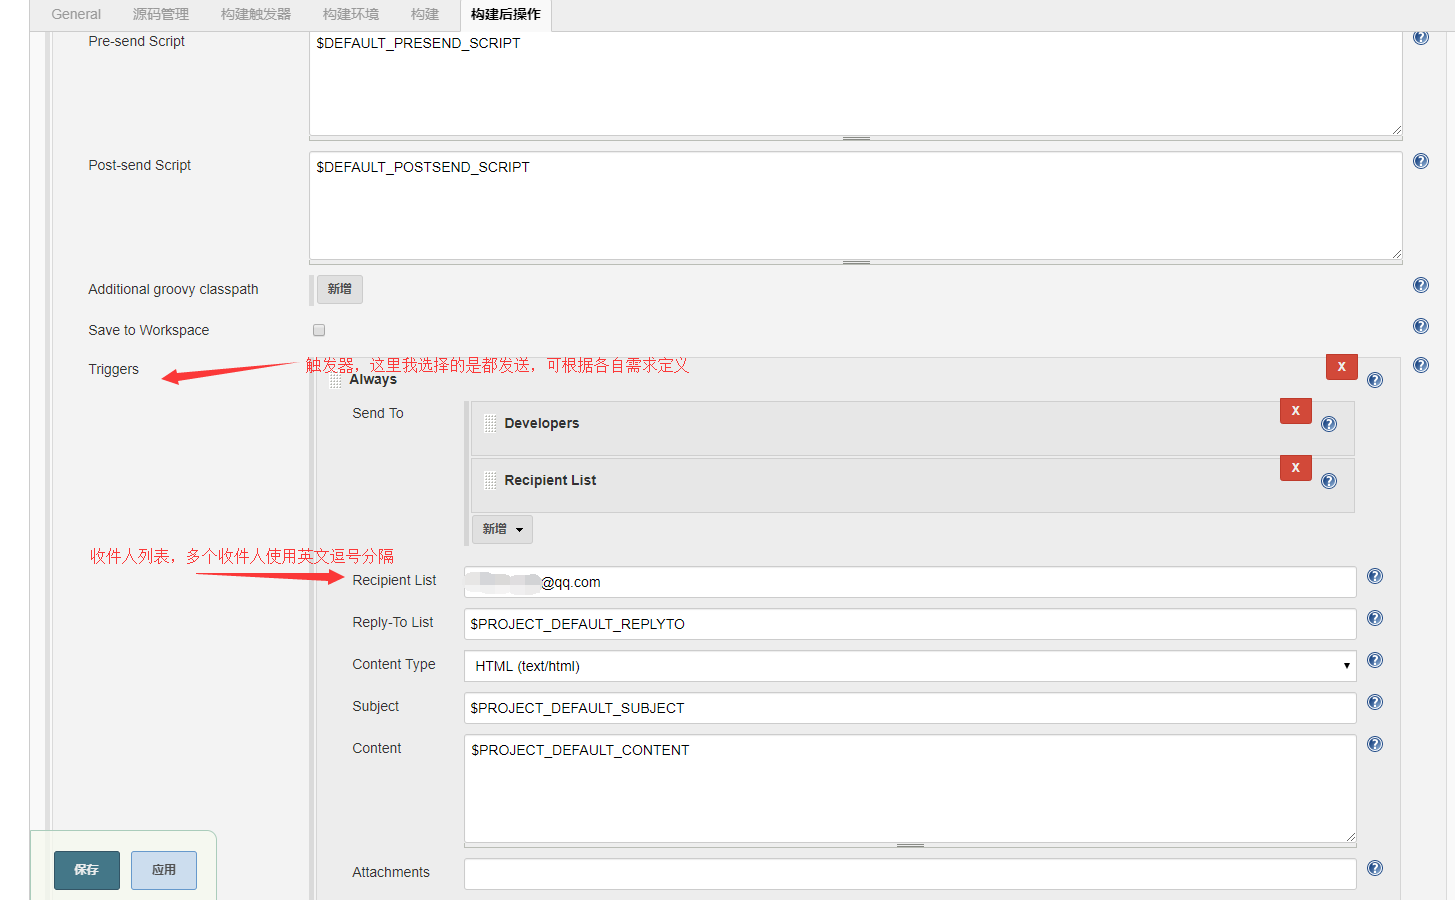 General 源码管理 构建触发器 构建环境 构建 构建后操作
Pre-send Script $DEFAULT_PRESEND_SCRIPT
Post-send Script $DEFAULT_POSTSEND_SCRIPT
Additional groovy classpath 新增
Save to Workspace
Triggers 触发器，这里我选择的是都发送，可根据各自需求定义 X
Always
Send To
Developers X
Recipient List X
新增
收件人列表，多个收件人使用英文逗号分隔
Recipient List @qq.com
Reply-To List $PROJECT_DEFAULT_REPLYTO
Content Type HTML (text/html)
Subject $PROJECT_DEFAULT_SUBJECT
Content $PROJECT_DEFAULT_CONTENT
保存 应用
Attachments